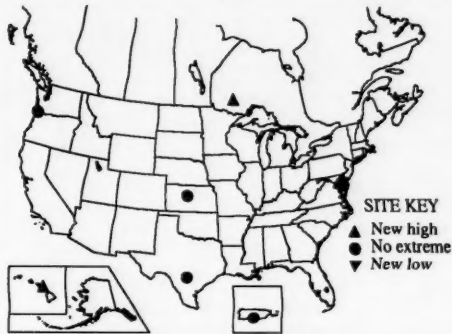 SITE KEY
▲ New high
● No extreme
▼ New low